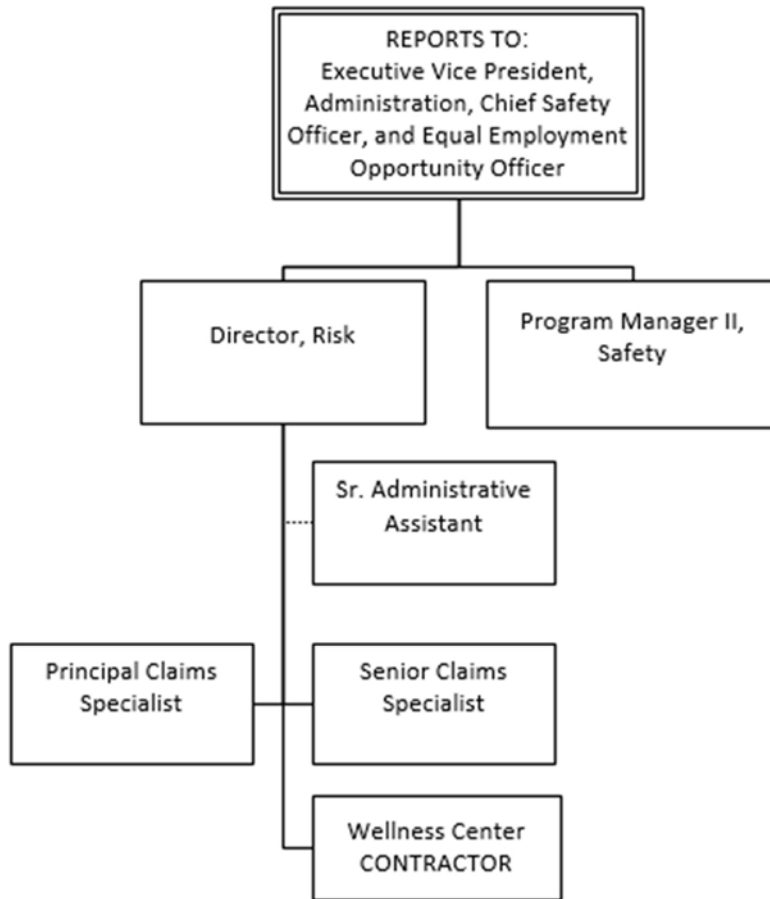 REPORTS TO:
Executive Vice President,
Administration, Chief Safety
Officer, and Equal Employment
Opportunity Officer
Director, Risk
Program Manager II,
Safety
Sr. Administrative
Assistant
Principal Claims
Specialist
Senior Claims
Specialist
Wellness Center
CONTRACTOR